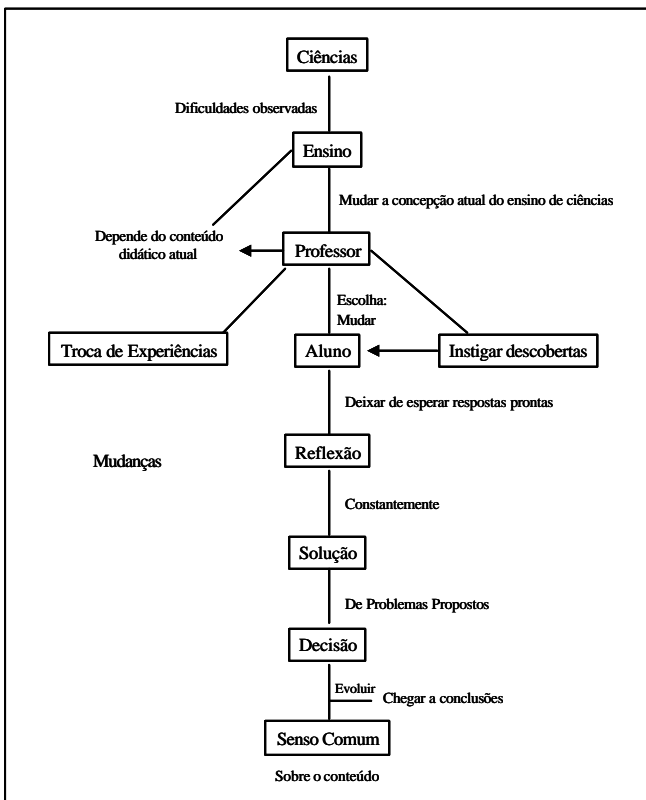 Ciências
Dificuldades observadas
Ensino
Mudar a concepção atual do ensino de ciências
Depende do conteúdo
didático atual
Professor
Escolha:
Mudar
Troca de Experiências
Aluno
Instigar descobertas
Deixar de esperar respostas prontas
Reflexão
Mudanças
Constantemente
Solução
De Problemas Propostos
Decisão
Evoluir
Chegar a conclusões
Senso Comum
Sobre o conteúdo